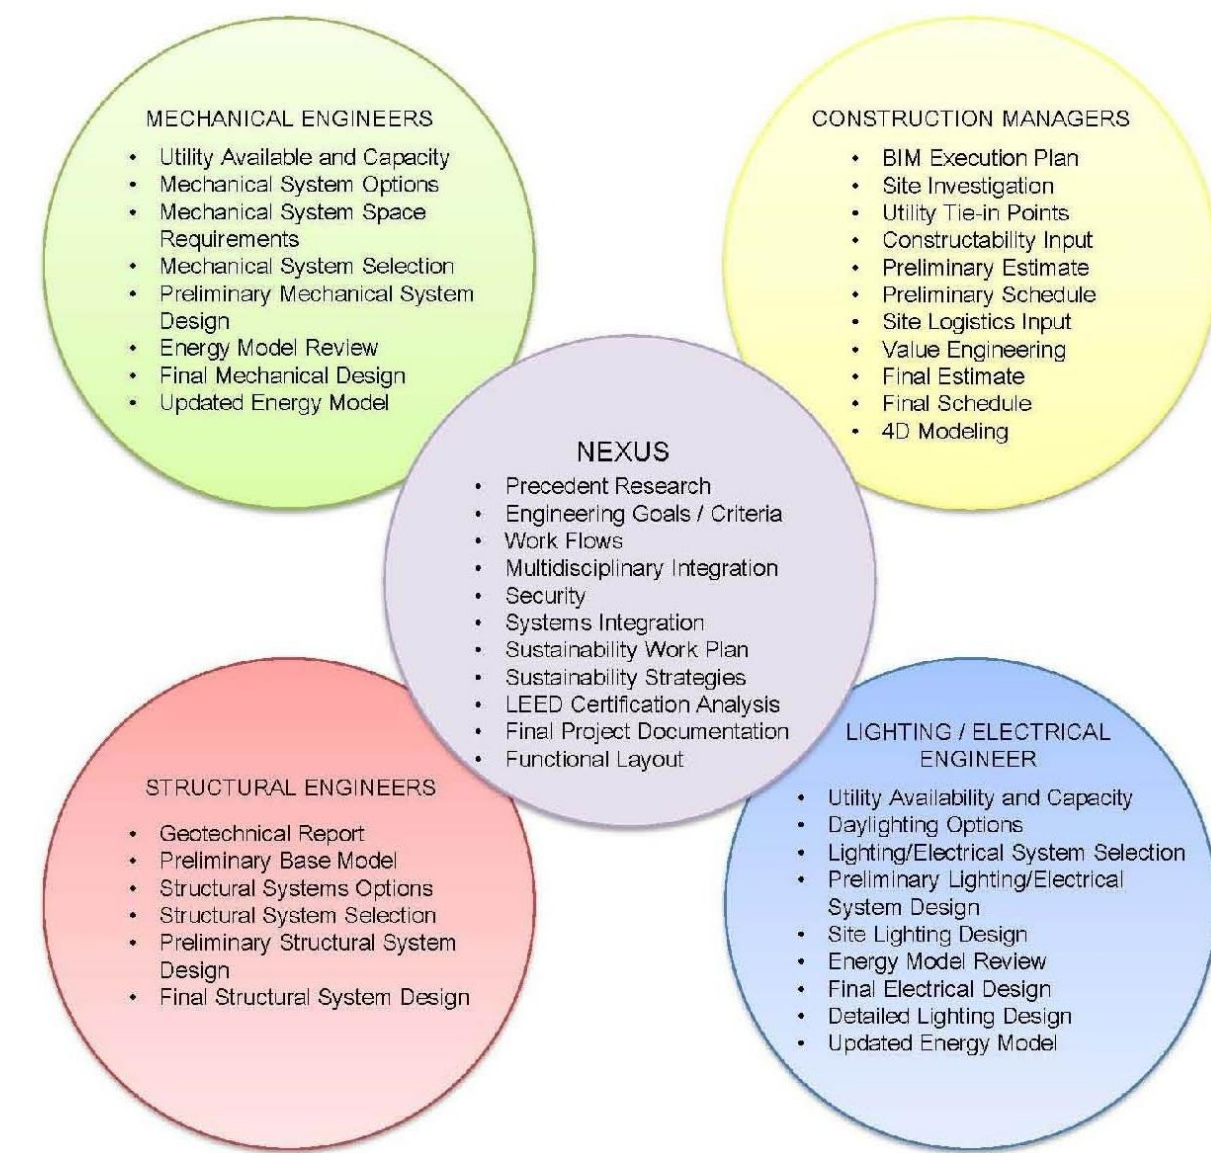 MECHANICAL ENGINEERS
• Utility Available and Capacity
• Mechanical System Options
• Mechanical System Space
Requirements
• Mechanical System Selection
• Preliminary Mechanical System
Design
• Energy Model Review
• Final Mechanical Design
• Updated Energy Model
CONSTRUCTION MANAGERS
• BIM Execution Plan
• Site Investigation
• Utility Tie-in Points
• Constructability Input
• Preliminary Estimate
• Preliminary Schedule
• Site Logistics Input
• Value Engineering
• Final Estimate
• Final Schedule
• 4D Modeling
NEXUS
• Precedent Research
• Engineering Goals / Criteria
• Work Flows
• Multidisciplinary Integration
• Security
• Systems Integration
• Sustainability Work Plan
• Sustainability Strategies
• LEED Certification Analysis
• Final Project Documentation
• Functional Layout
STRUCTURAL ENGINEERS
• Geotechnical Report
• Preliminary Base Model
• Structural Systems Options
• Structural System Selection
• Preliminary Structural System
Design
• Final Structural System Design
LIGHTING / ELECTRICAL
ENGINEER
• Utility Availability and Capacity
• Daylighting Options
• Lighting/Electrical System Selection
• Preliminary Lighting/Electrical
System Design
• Site Lighting Design
• Energy Model Review
• Final Electrical Design
• Detailed Lighting Design
• Updated Energy Model